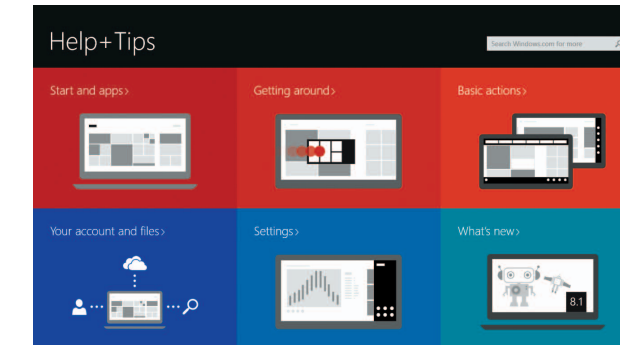 Help+Tips
Search Windows.com for more
Start and apps>
Getting around>
Basic actions>
Your account and files>
Settings>
What's new>
8.1